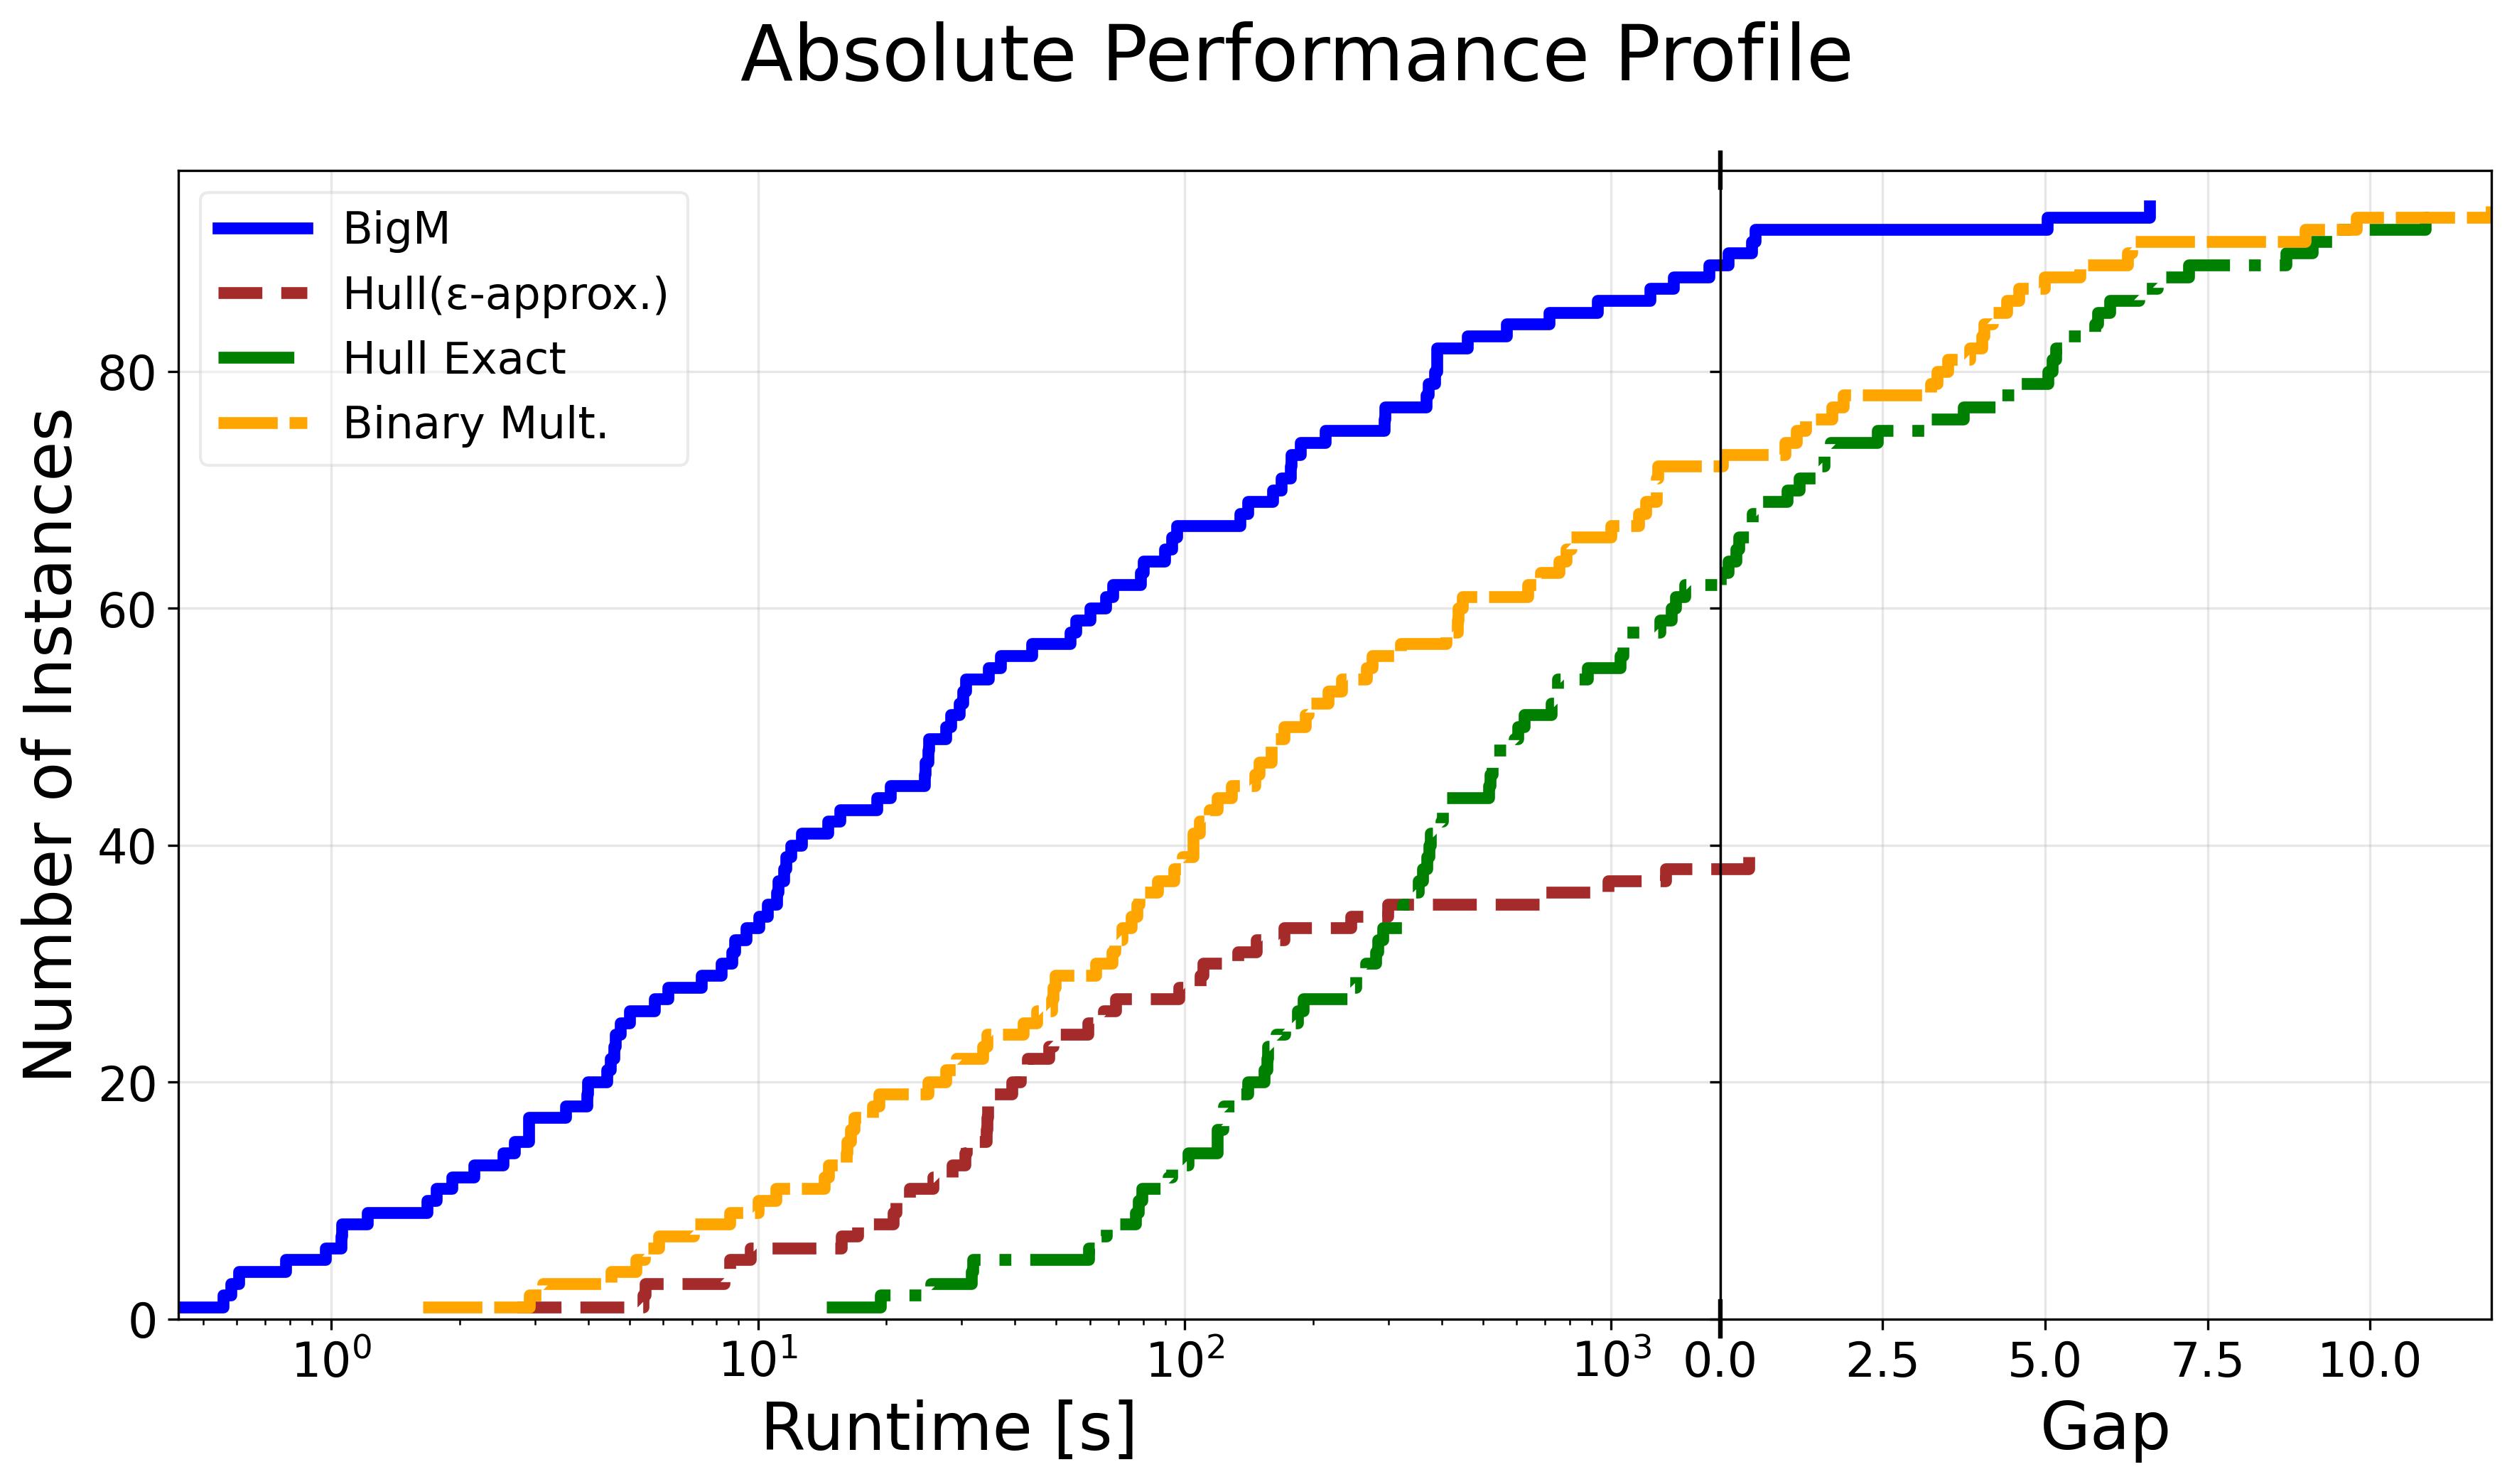 Absolute Performance Profile
BigM
Hull(ε-approx.)
Hull Exact
Binary Mult.
Number of Instances
80
60
40
20
0
10⁰ 10¹ 10² 10³ 0.0 2.5 5.0 7.5 10.0
Runtime [s] Gap